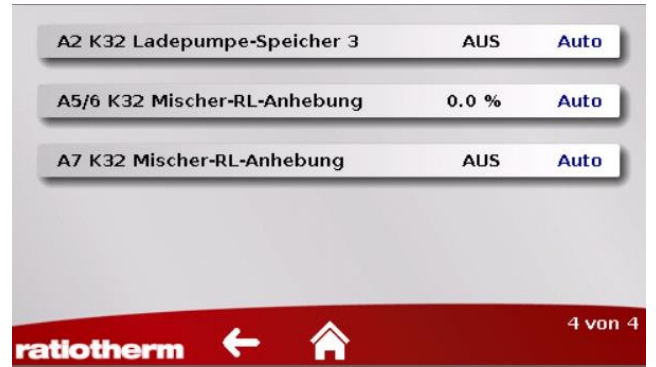 A2 K32 Ladepumpe-Speicher 3 AUS Auto
A5/6 K32 Mischer-RL-Anhebung 0.0 % Auto
A7 K32 Mischer-RL-Anhebung AUS Auto
4 von 4
ratiotherm